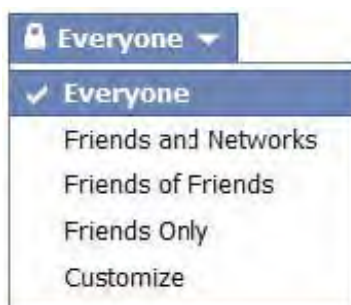 Everyone
Everyone
Friends and Networks
Friends of Friends
Friends Only
Customize